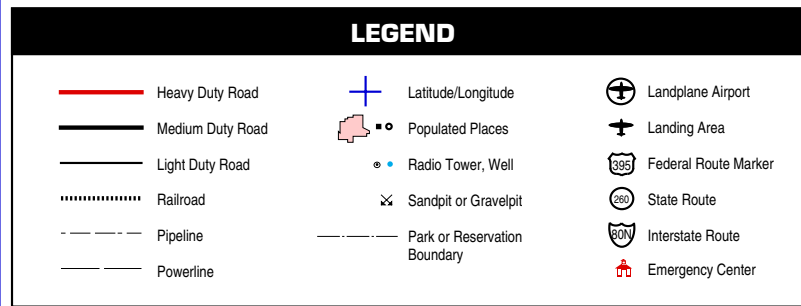 LEGEND
Heavy Duty Road
Medium Duty Road
Light Duty Road
Railroad
Pipeline
Powerline
Latitude/Longitude
Populated Places
Radio Tower, Well
Sandpit or Gravelpit
Park or Reservation
Boundary
Landplane Airport
Landing Area
395 Federal Route Marker
260 State Route
80N Interstate Route
Emergency Center